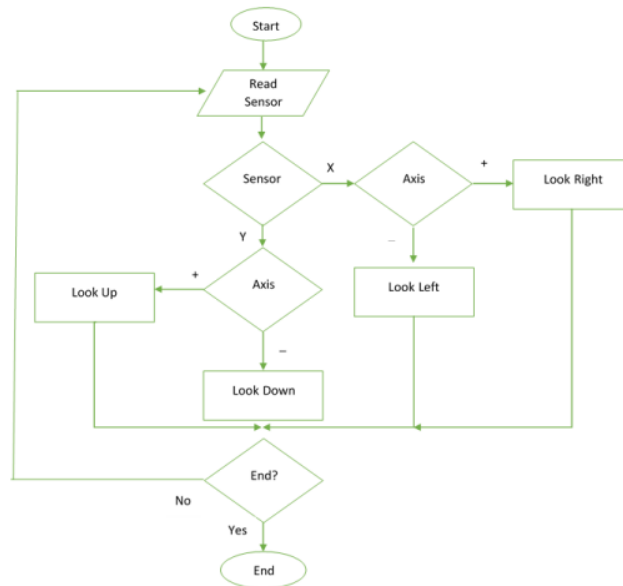 Start
Read
Sensor
Sensor
X
Axis
+
Look Right
Y
_
+
Axis
Look Up
Look Left
_
Look Down
End?
No
Yes
End